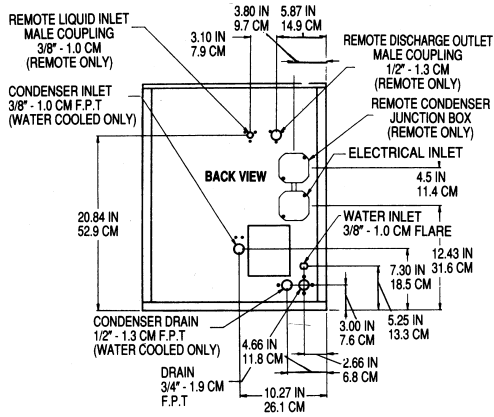 REMOTE LIQUID INLET
MALE COUPLING
3/8" - 1.0 CM
(REMOTE ONLY)
3.10 IN
7.9 CM
3.80 IN
9.7 CM
5.87 IN
14.9 CM
REMOTE DISCHARGE OUTLET
MALE COUPLING
1/2" - 1.3 CM
(REMOTE ONLY)
CONDENSER INLET
3/8" - 1.0 CM F.P.T
(WATER COOLED ONLY)
REMOTE CONDENSER
JUNCTION BOX
(REMOTE ONLY)
ELECTRICAL INLET
BACK VIEW
4.5 IN
11.4 CM
20.84 IN
52.9 CM
WATER INLET
3/8" - 1.0 CM FLARE
12.43 IN
31.6 CM
7.30 IN
18.5 CM
5.25 IN
13.3 CM
3.00 IN
7.6 CM
CONDENSER DRAIN
1/2" - 1.3 CM F.P.T
(WATER COOLED ONLY)
4.66 IN
11.8 CM
2.66 IN
6.8 CM
DRAIN
3/4" - 1.9 CM
F.P.T
10.27 IN
26.1 CM